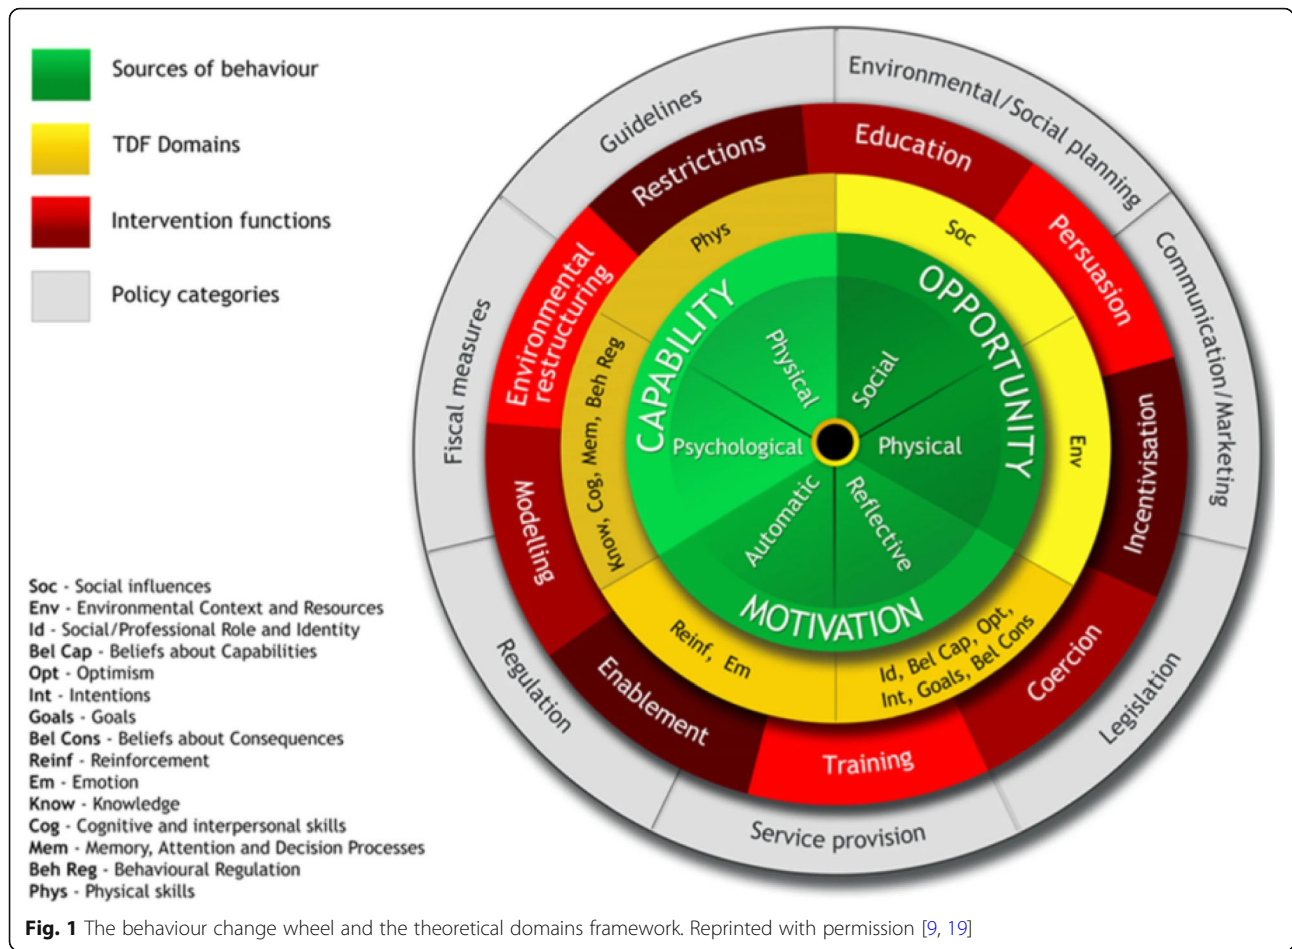 Sources of behaviour
TDF Domains
Intervention functions
Policy categories
Environmental/Social planning
Communication/Marketing
Legislation
Service provision
Regulation
Fiscal measures
Guidelines
Education
Persuasion
Incentivisation
Coercion
Training
Enablement
Modelling
Environmental
restructuring
Restrictions
Soc
Env
Id, Bel Cap, Opt,
Int, Goals, Bel Cons
Reinf, Em
Know, Cog, Mem, Beh Reg
Phys
CAPABILITY
OPPORTUNITY
MOTIVATION
Physical
Social
Psychological
Physical
Automatic
Reflective
Soc - Social influences
Env - Environmental Context and Resources
Id - Social/Professional Role and Identity
Bel Cap - Beliefs about Capabilities
Opt - Optimism
Int - Intentions
Goals - Goals
Bel Cons - Beliefs about Consequences
Reinf - Reinforcement
Em - Emotion
Know - Knowledge
Cog - Cognitive and interpersonal skills
Mem - Memory, Attention and Decision Processes
Beh Reg - Behavioural Regulation
Phys - Physical skills
Fig. 1 The behaviour change wheel and the theoretical domains framework. Reprinted with permission [9, 19]